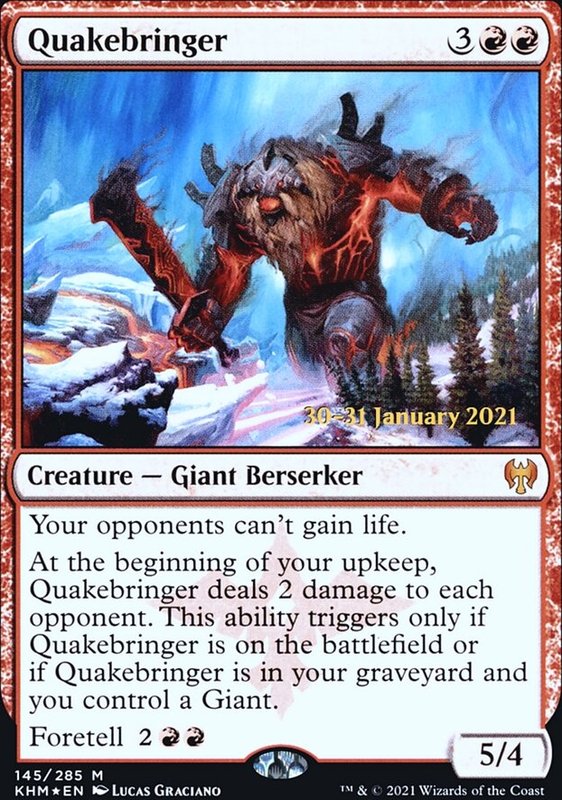 Quakebringer 3
30–31 January 2021
Creature — Giant Berserker
Your opponents can't gain life.
At the beginning of your upkeep,
Quakebringer deals 2 damage to each
opponent. This ability triggers only if
Quakebringer is on the battlefield or
if Quakebringer is in your graveyard and
you control a Giant.
Foretell 2
5/4
145/285 M
KHM★EN Lucas Graciano
™ & © 2021 Wizards of the Coast